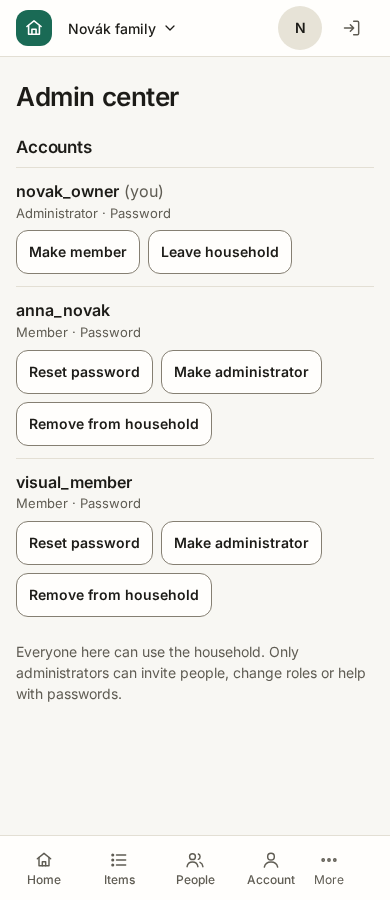 Novák family
N
Admin center
Accounts
novak_owner (you)
Administrator · Password
Make member
Leave household
anna_novak
Member · Password
Reset password
Make administrator
Remove from household
visual_member
Member · Password
Reset password
Make administrator
Remove from household
Everyone here can use the household. Only
administrators can invite people, change roles or help
with passwords.
Home
Items
People
Account
More